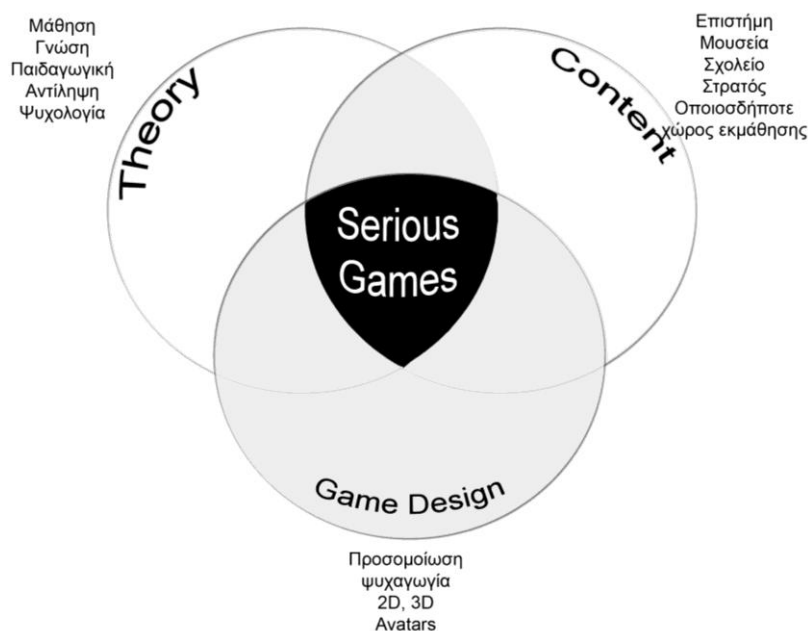 Μάθηση
Γνώση
Παιδαγωγική
Αντίληψη
Ψυχολογία
Theory
Επιστήμη
Μουσεία
Σχολείο
Στρατός
Οποιοσδήποτε
χώρος εκμάθησης
Content
Serious
Games
Game Design
Προσομοίωση
ψυχαγωγία
2D, 3D
Avatars